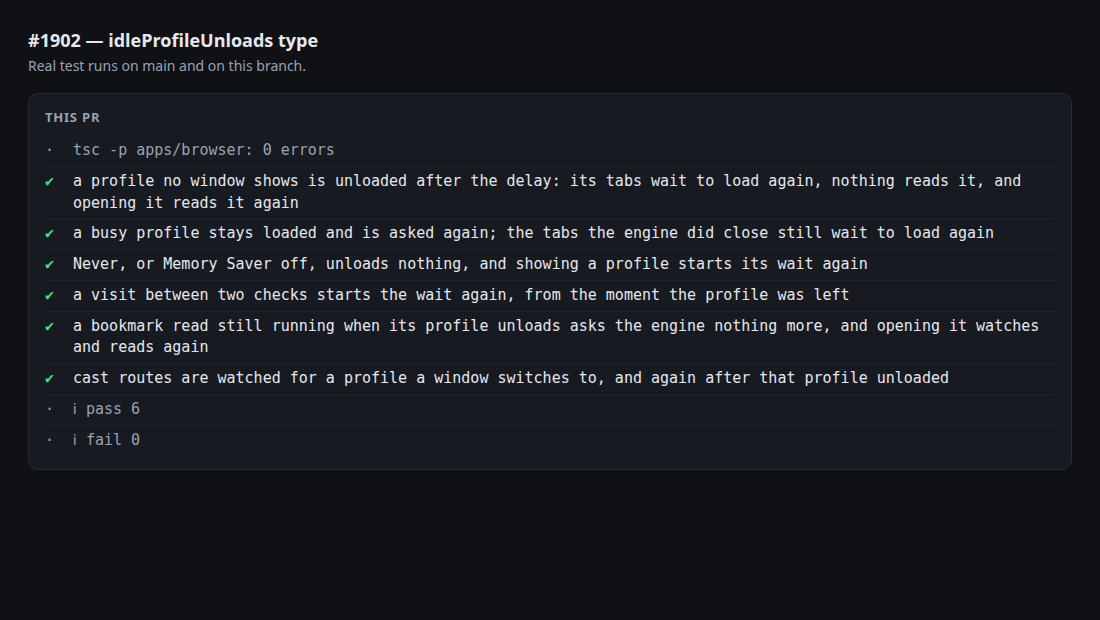 #1902 — idleProfileUnloads type
Real test runs on main and on this branch.
THIS PR
· tsc -p apps/browser: 0 errors
✔ a profile no window shows is unloaded after the delay: its tabs wait to load again, nothing reads it, and
opening it reads it again
✔ a busy profile stays loaded and is asked again; the tabs the engine did close still wait to load again
✔ Never, or Memory Saver off, unloads nothing, and showing a profile starts its wait again
✔ a visit between two checks starts the wait again, from the moment the profile was left
✔ a bookmark read still running when its profile unloads asks the engine nothing more, and opening it watches
and reads again
✔ cast routes are watched for a profile a window switches to, and again after that profile unloaded
· ℹ pass 6
· ℹ fail 0